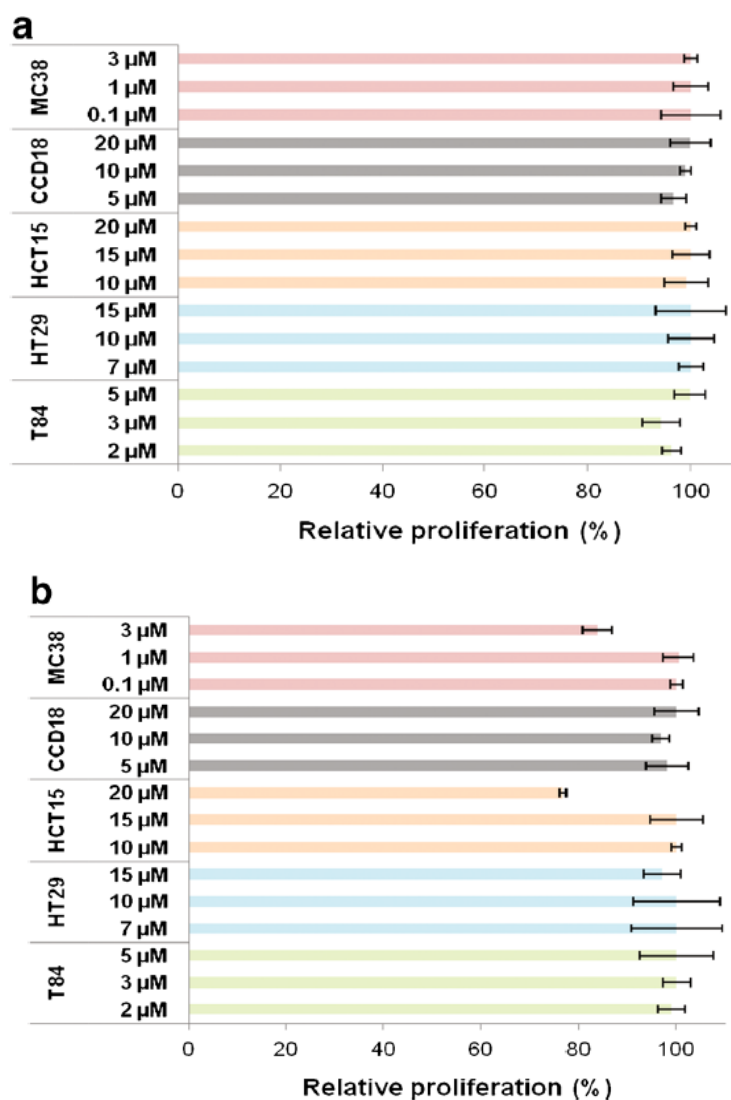 a
MC38
3 µM
1 µM
0.1 µM
CCD18
20 µM
10 µM
5 µM
HCT15
20 µM
15 µM
10 µM
HT29
15 µM
10 µM
7 µM
T84
5 µM
3 µM
2 µM
0 20 40 60 80 100
Relative proliferation (%)
b
MC38
3 µM
1 µM
0.1 µM
CCD18
20 µM
10 µM
5 µM
HCT15
20 µM
15 µM
10 µM
HT29
15 µM
10 µM
7 µM
T84
5 µM
3 µM
2 µM
0 20 40 60 80 100
Relative proliferation (%)